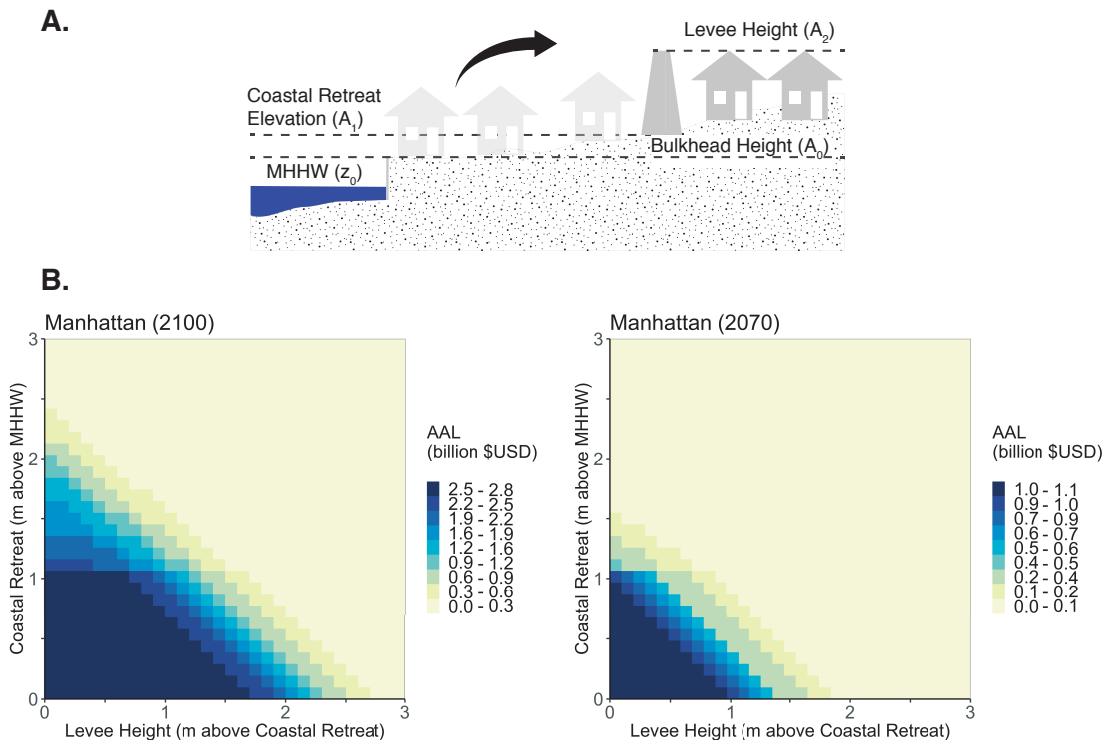 A.
Levee Height (A2)
Coastal Retreat
Elevation (A1)
Bulkhead Height (A0)
MHHW (z0)
B.
Manhattan (2100)
3
2
1
0
0
1
2
3
Coastal Retreat (m above MHHW)
Levee Height (m above Coastal Retreat)
AAL
(billion $USD)
2.5 - 2.8
2.2 - 2.5
1.9 - 2.2
1.6 - 1.9
1.2 - 1.6
0.9 - 1.2
0.6 - 0.9
0.3 - 0.6
0.0 - 0.3
Manhattan (2070)
3
2
1
0
0
1
2
3
Coastal Retreat (m above MHHW)
Levee Height (m above Coastal Retreat)
AAL
(billion $USD)
1.0 - 1.1
0.9 - 1.0
0.7 - 0.9
0.6 - 0.7
0.5 - 0.6
0.4 - 0.5
0.2 - 0.4
0.1 - 0.2
0.0 - 0.1